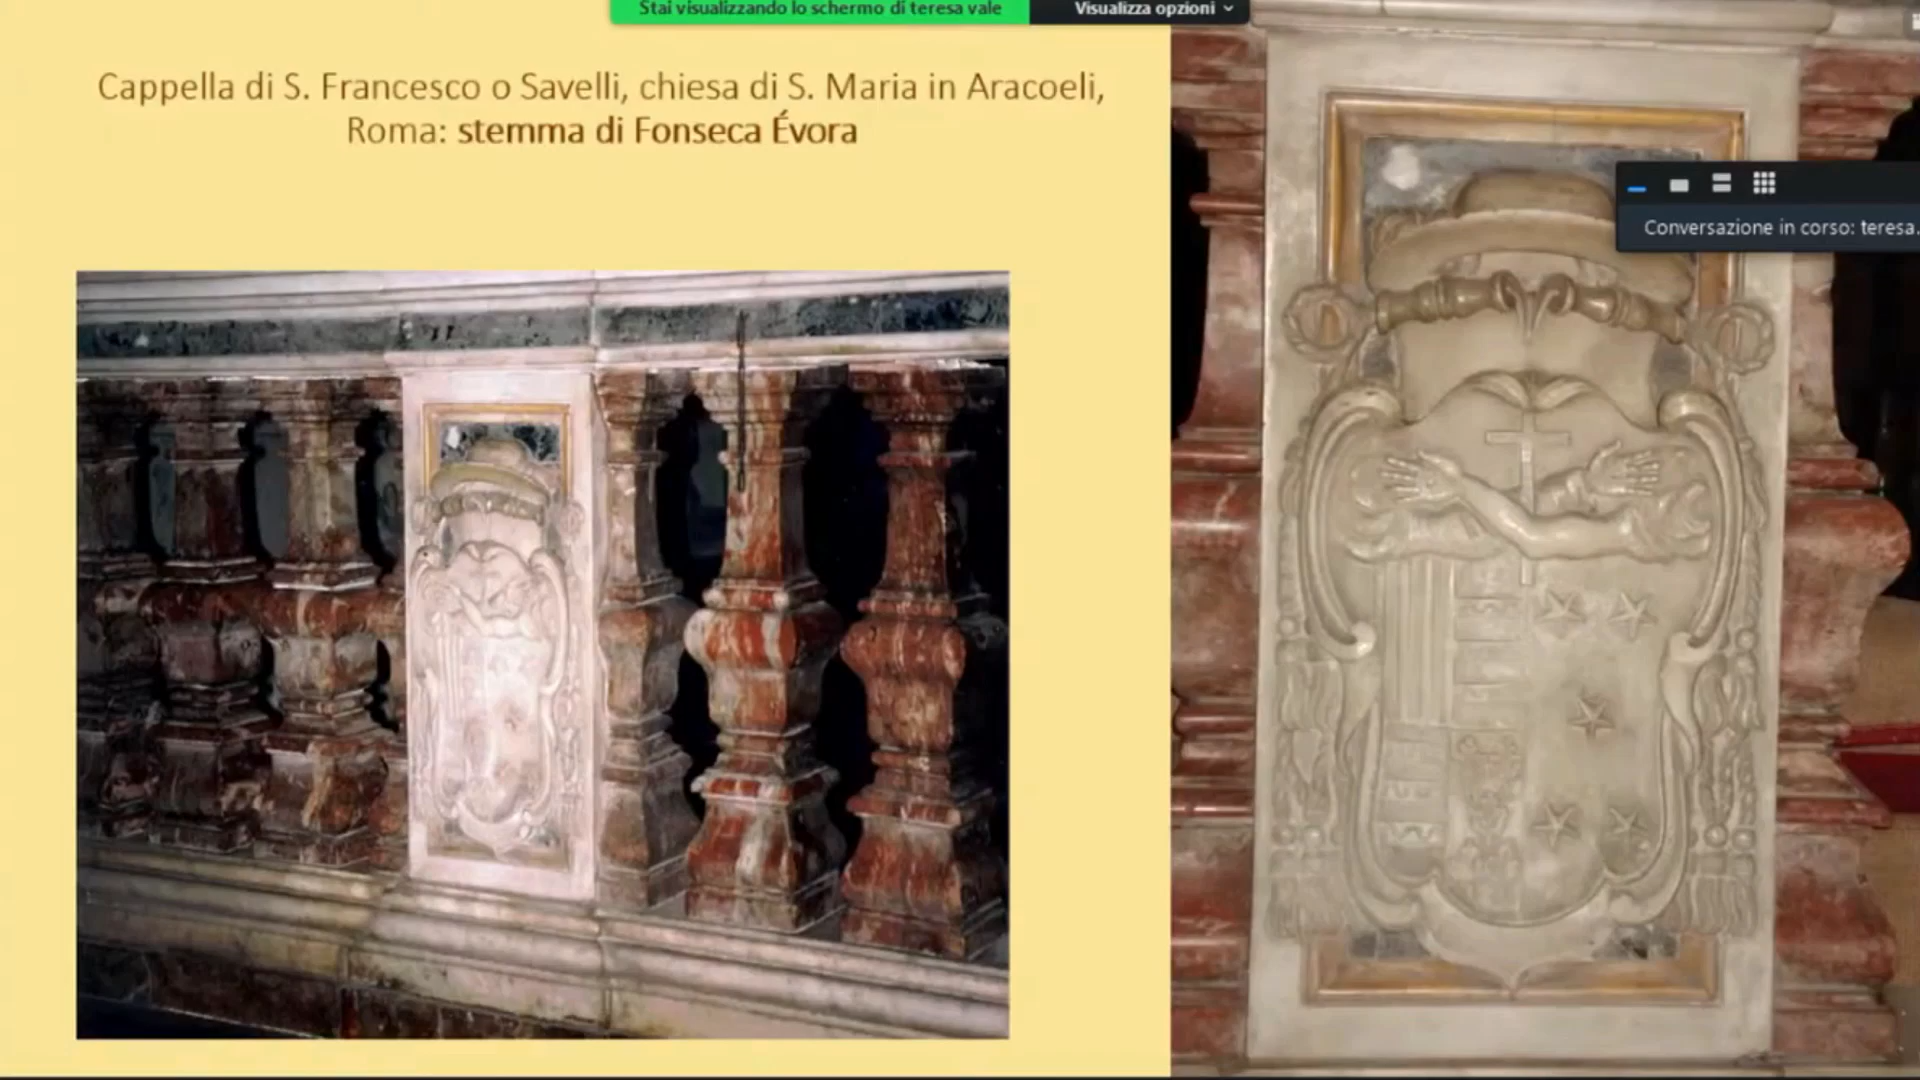 Stai visualizzando lo schermo di teresa vale
Visualizza opzioni
Cappella di S. Francesco o Savelli, chiesa di S. Maria in Aracoeli,
Roma: stemma di Fonseca Évora
Conversazione in corso: teresa.